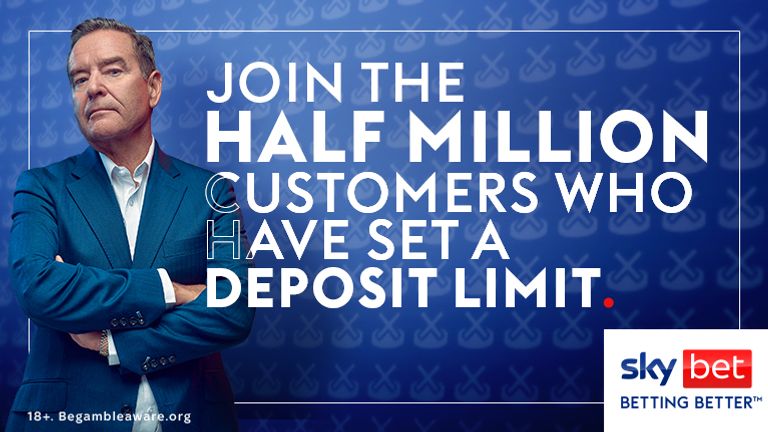 JOIN THE
HALF MILLION
CUSTOMERS WHO
HAVE SET A
DEPOSIT LIMIT.
sky bet
BETTING BETTER™
18+. Begambleaware.org